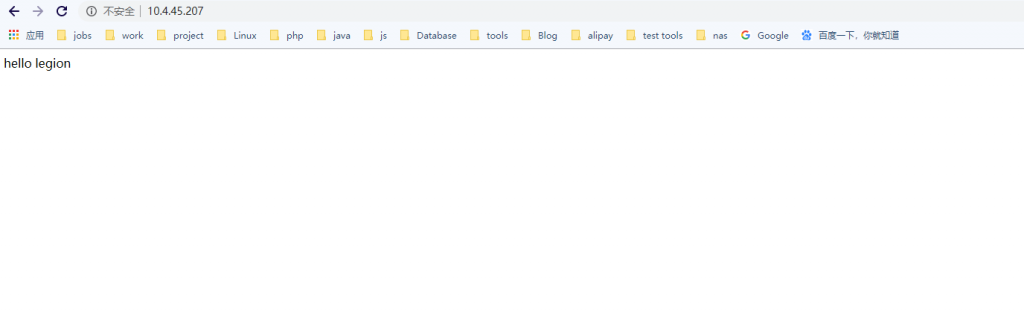 不安全 10.4.45.207
应用 jobs work project Linux php java js Database tools Blog alipay test tools nas Google 百度一下，你就知道
hello legion